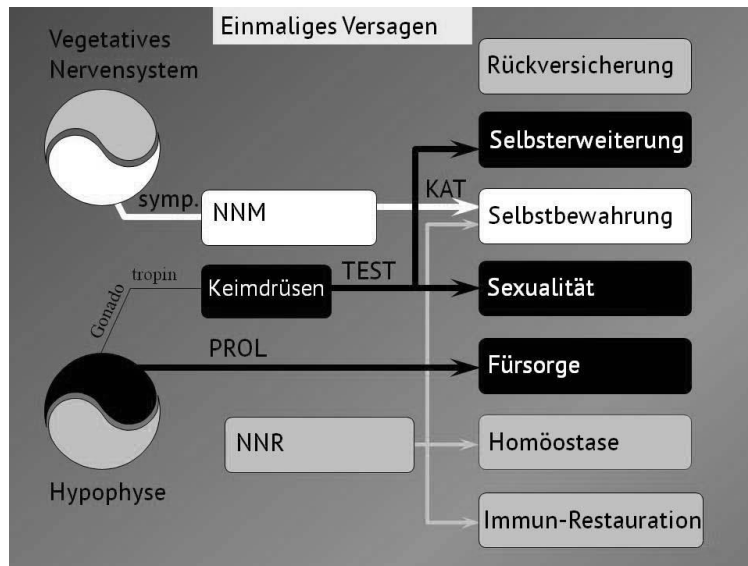 Einmaliges Versagen
Vegetatives
Nervensystem
Rückversicherung
Selbsterweiterung
symp.
NNM
KAT
Selbstbewahrung
tropin
Gonado
Keimdrüsen
TEST
Sexualität
PROL
Fürsorge
NNR
Homöostase
Hypophyse
Immun-Restauration